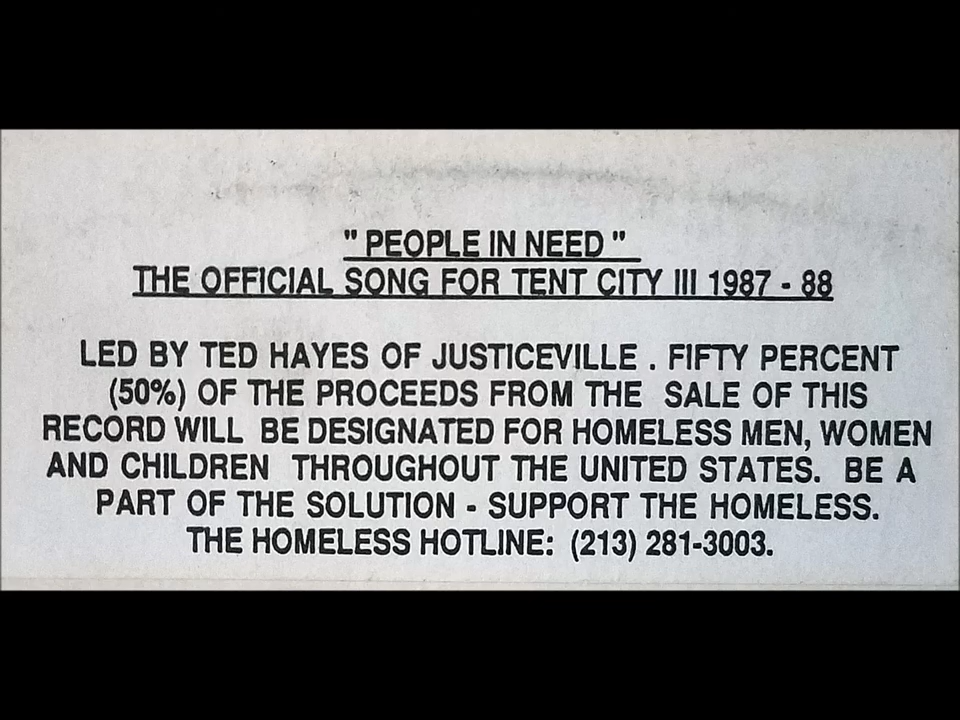 " PEOPLE IN NEED "
THE OFFICIAL SONG FOR TENT CITY III 1987 - 88
LED BY TED HAYES OF JUSTICEVILLE . FIFTY PERCENT
(50%) OF THE PROCEEDS FROM THE SALE OF THIS
RECORD WILL BE DESIGNATED FOR HOMELESS MEN, WOMEN
AND CHILDREN THROUGHOUT THE UNITED STATES. BE A
PART OF THE SOLUTION - SUPPORT THE HOMELESS.
THE HOMELESS HOTLINE: (213) 281-3003.